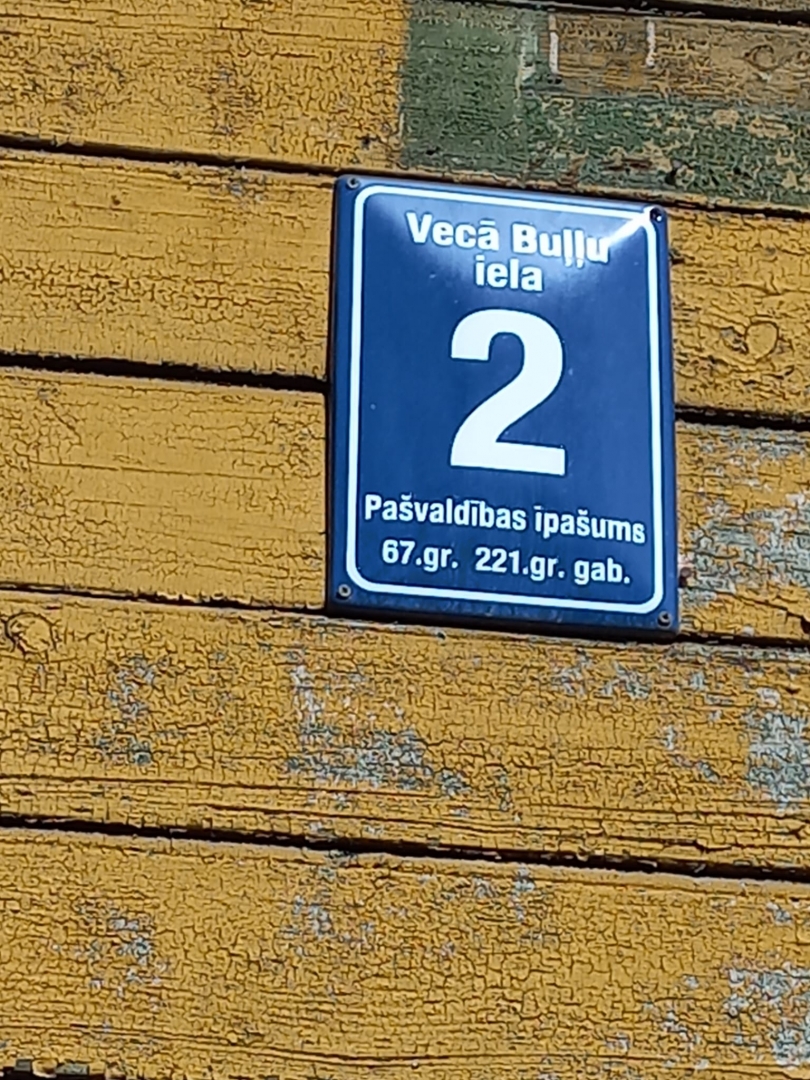 Vecā Buļļu
iela
2
Pašvaldības īpašums
67.gr. 221.gr. gab.